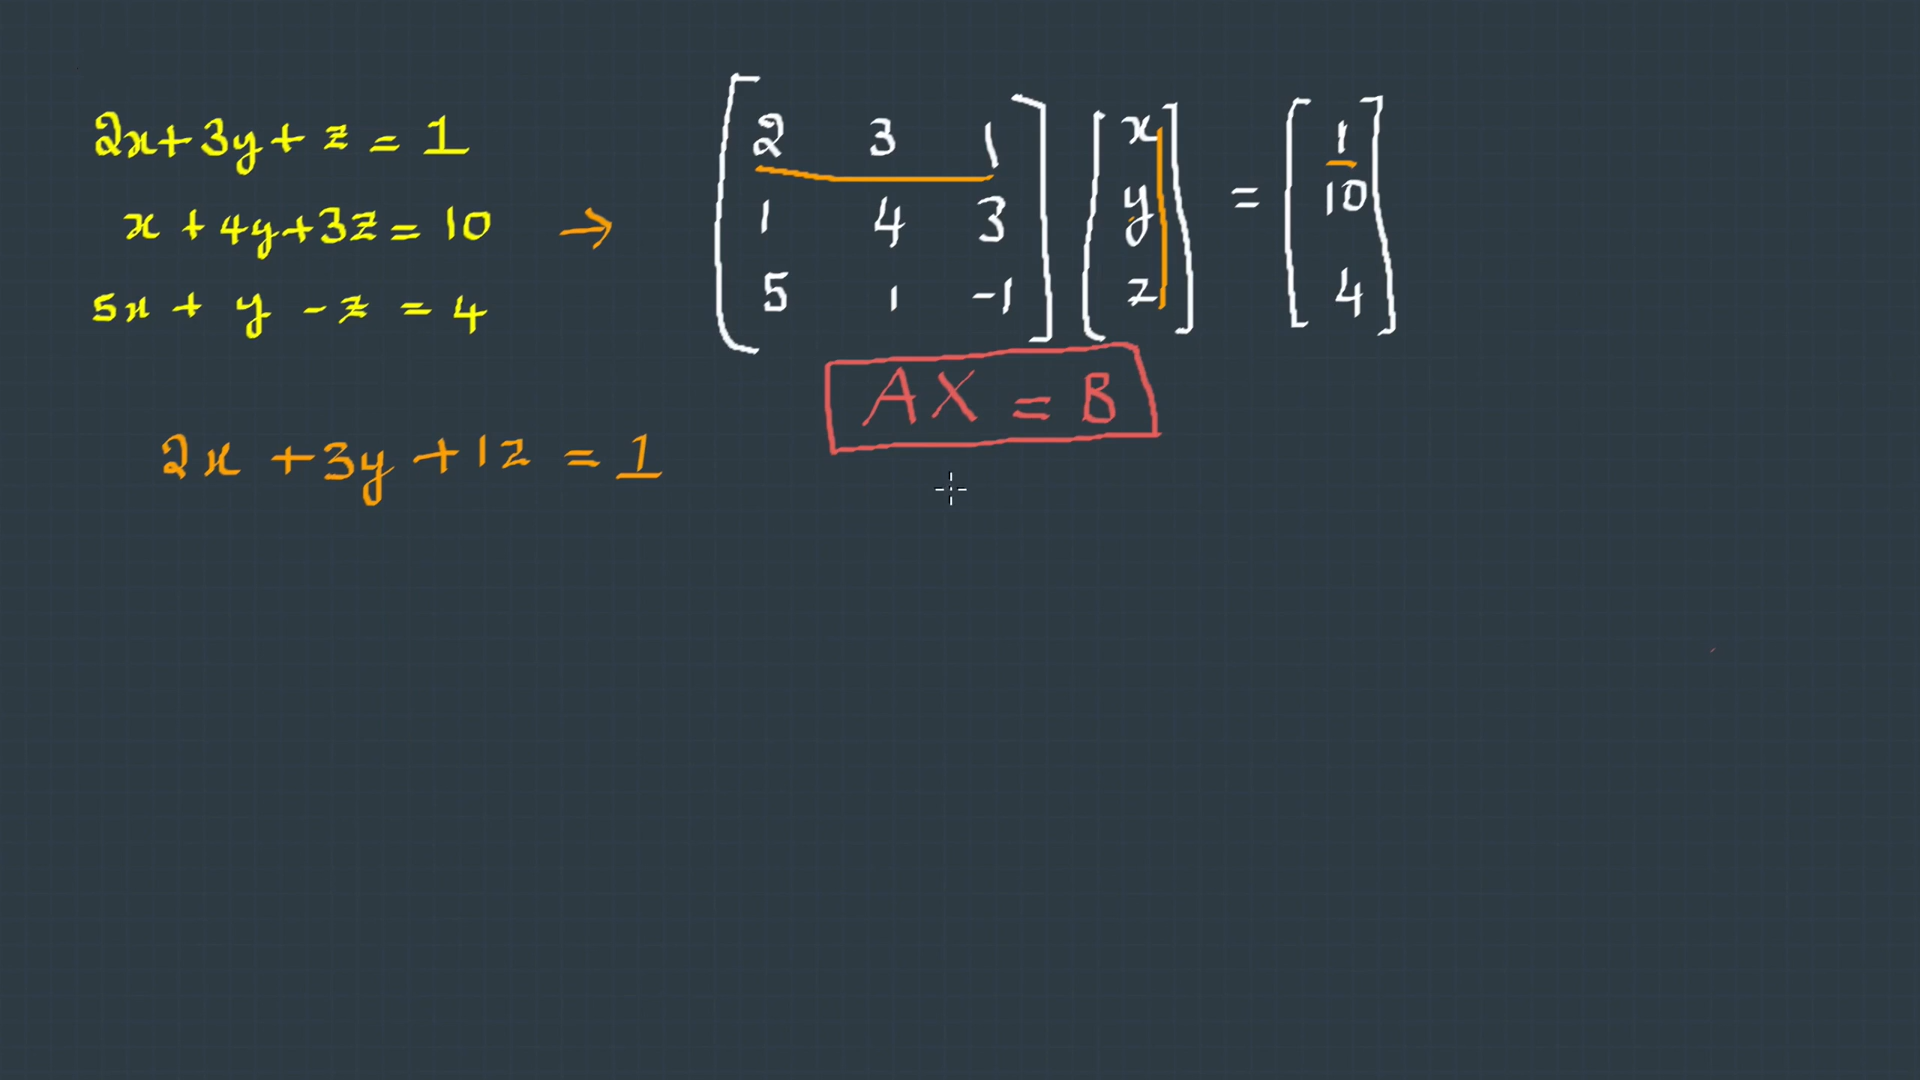 2x+3y+z=1
x+4y+3z=10 →
5x+y-z=4
[2 3 1] [x] = [1]
[1 4 3] [y] [10]
[5 1 -1] [z] [4]
AX = B
2x+3y+1z=1